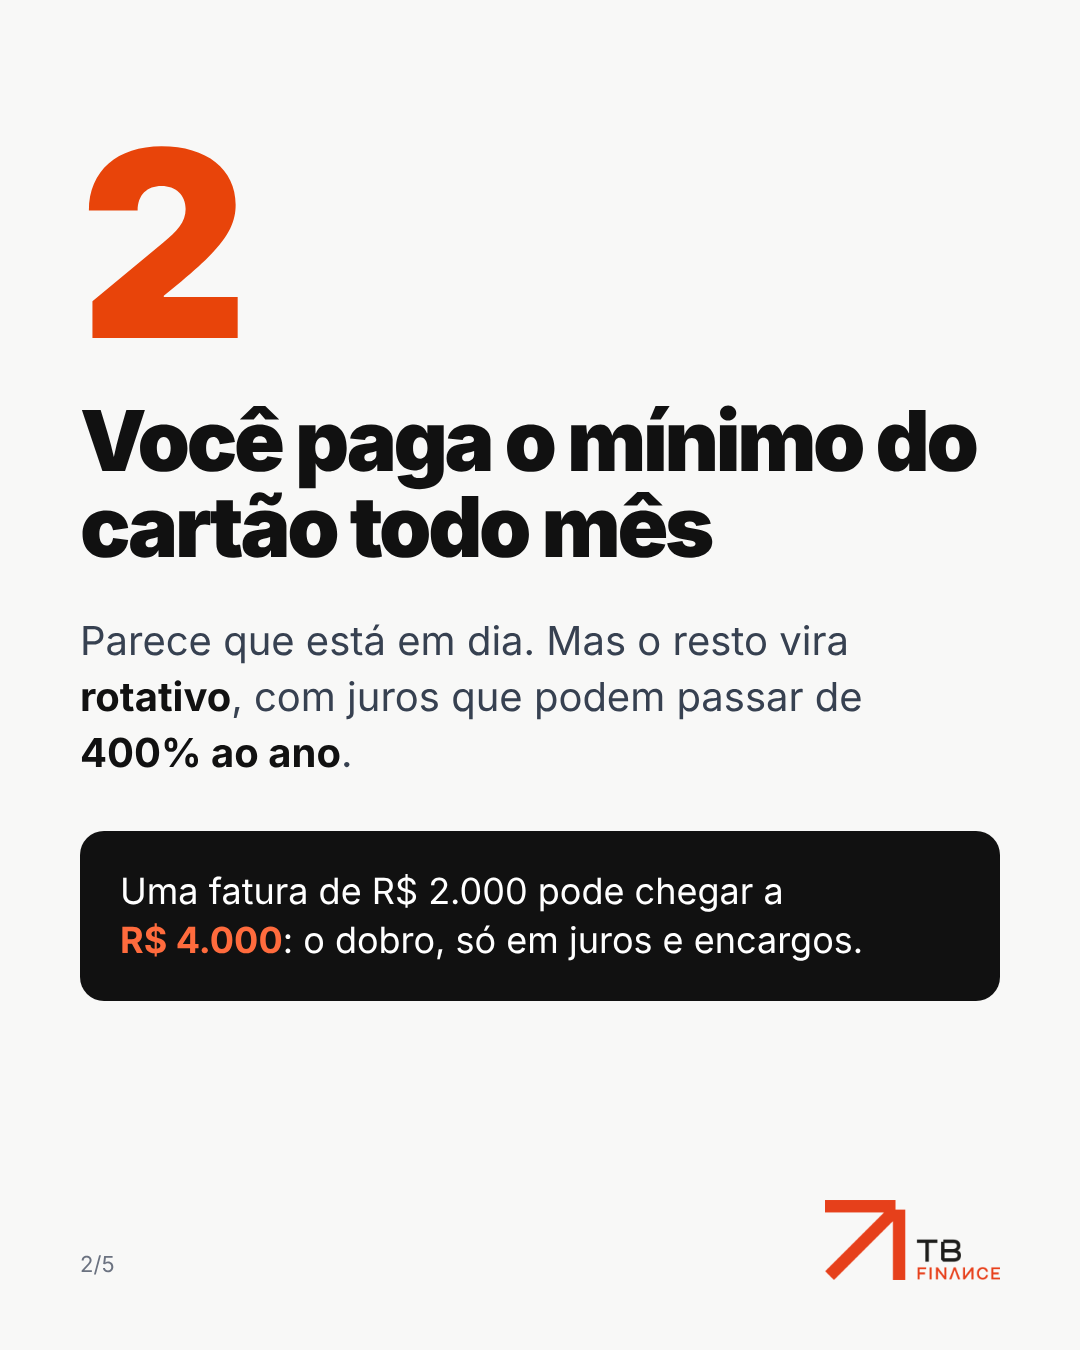 2
Você paga o mínimo do
cartão todo mês
Parece que está em dia. Mas o resto vira
rotativo, com juros que podem passar de
400% ao ano.
Uma fatura de R$ 2.000 pode chegar a
R$ 4.000: o dobro, só em juros e encargos.
2/5
TB
FINANCE